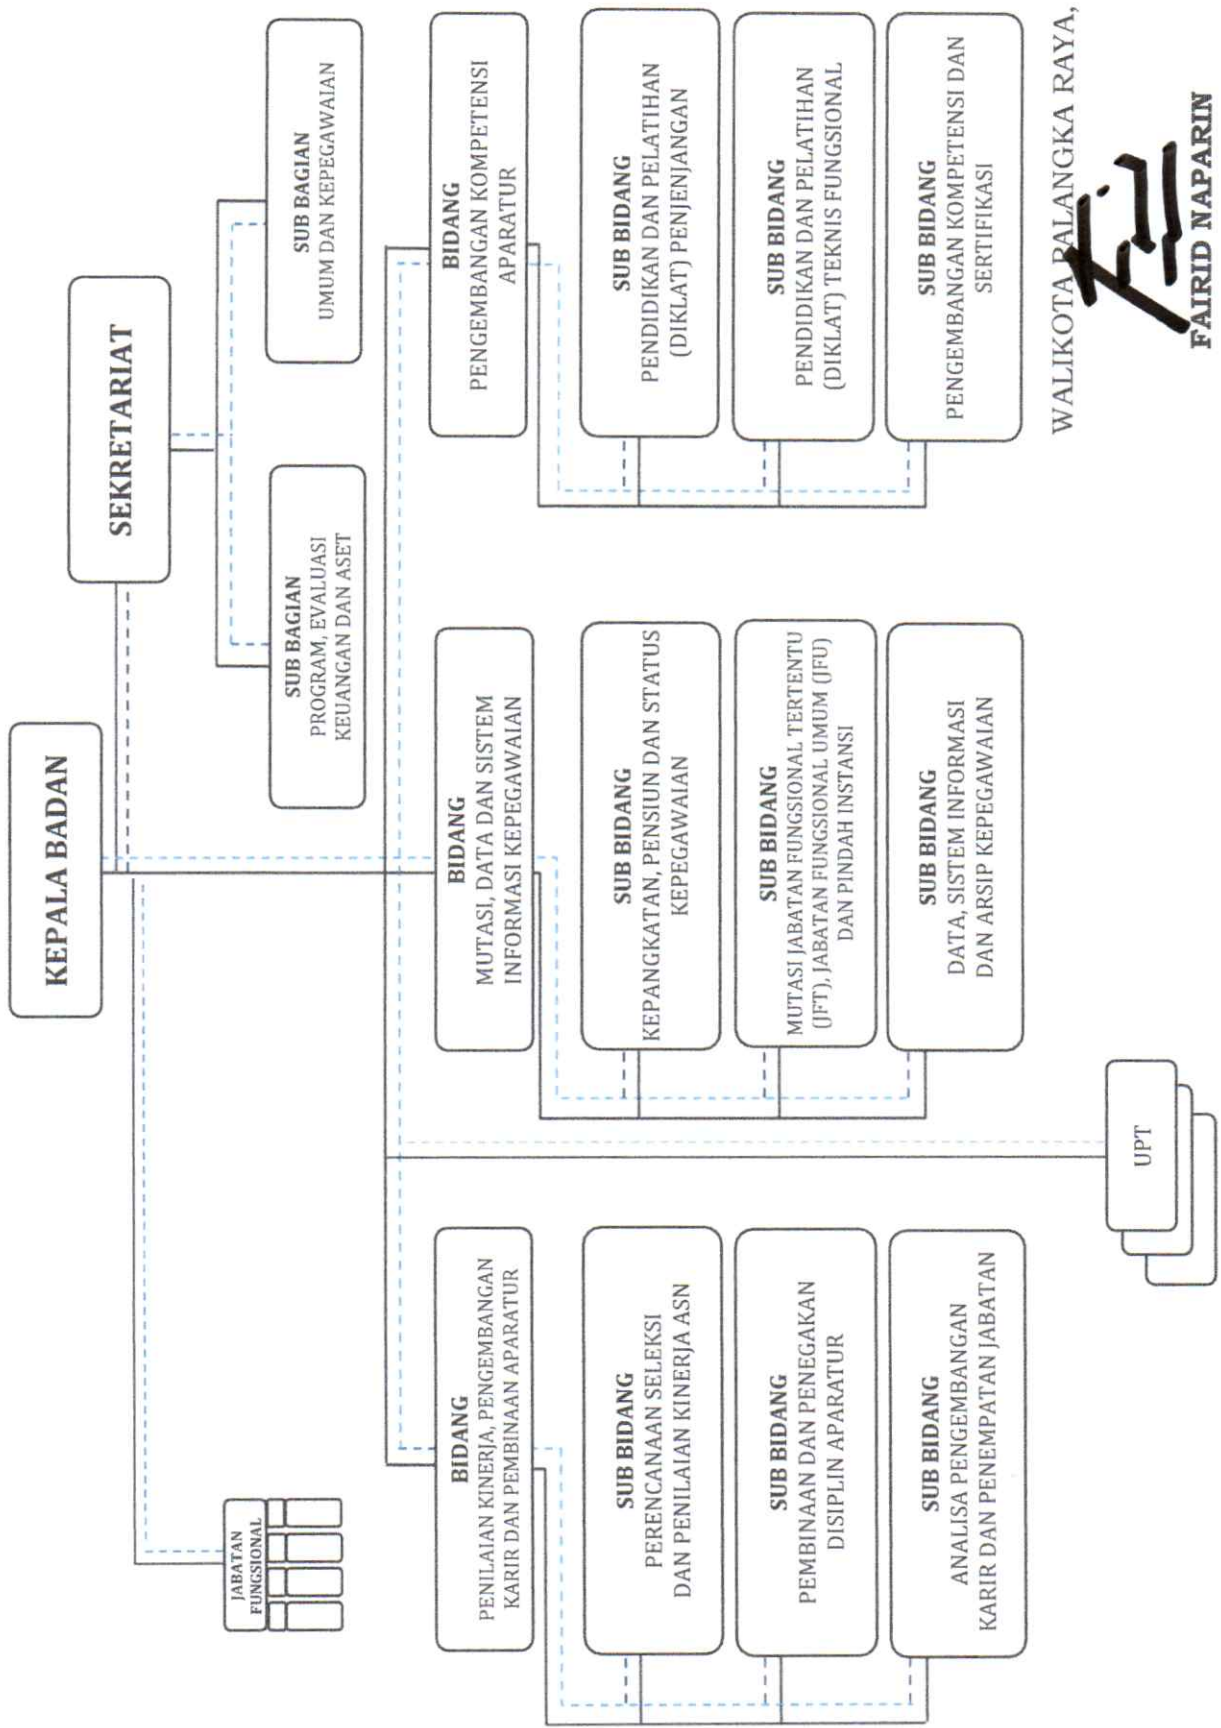 KEPALA BADAN
SEKRETARIAT
JABATAN
FUNGSIONAL
SUB BAGIAN
PROGRAM, EVALUASI
KEUANGAN DAN ASET
SUB BAGIAN
UMUM DAN KEPEGAWAIAN
BIDANG
PENILAIAN KINERJA, PENGEMBANGAN
KARIR DAN PEMBINAAN APARATUR
SUB BIDANG
PERENCANAAN SELEKSI
DAN PENILAIAN KINERJA ASN
SUB BIDANG
PEMBINAAN DAN PENEGAKAN
DISIPLIN APARATUR
SUB BIDANG
ANALISA PENGEMBANGAN
KARIR DAN PENEMPATAN JABATAN
BIDANG
MUTASI, DATA DAN SISTEM
INFORMASI KEPEGAWAIAN
SUB BIDANG
KEPANGKATAN, PENSIUN DAN STATUS
KEPEGAWAIAN
SUB BIDANG
MUTASI JABATAN FUNGSIONAL TERTENTU
(JFT), JABATAN FUNGSIONAL UMUM (JFU)
DAN PINDAH INSTANSI
SUB BIDANG
DATA, SISTEM INFORMASI
DAN ARSIP KEPEGAWAIAN
BIDANG
PENGEMBANGAN KOMPETENSI
APARATUR
SUB BIDANG
PENDIDIKAN DAN PELATIHAN
(DIKLAT) PENJENJANGAN
SUB BIDANG
PENDIDIKAN DAN PELATIHAN
(DIKLAT) TEKNIS FUNGSIONAL
SUB BIDANG
PENGEMBANGAN KOMPETENSI DAN
SERTIFIKASI
UPT
WALIKOTA PALANGKA RAYA,
FAIRID NAPARIN